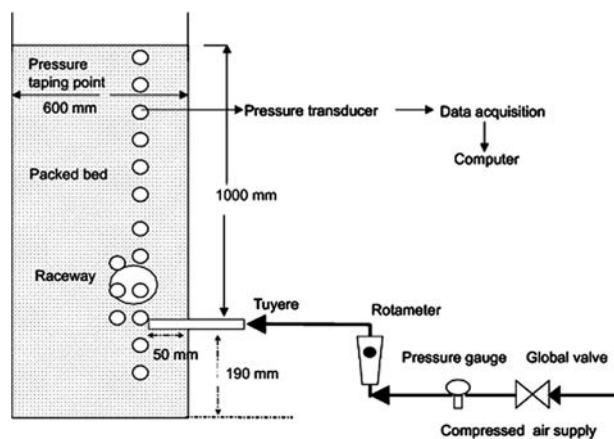 Pressure
taping point
600 mm
Pressure transducer
Data acquisition
Computer
Packed bed
1000 mm
Raceway
Tuyere
Rotameter
50 mm
190 mm
Pressure gauge
Global valve
Compressed air supply